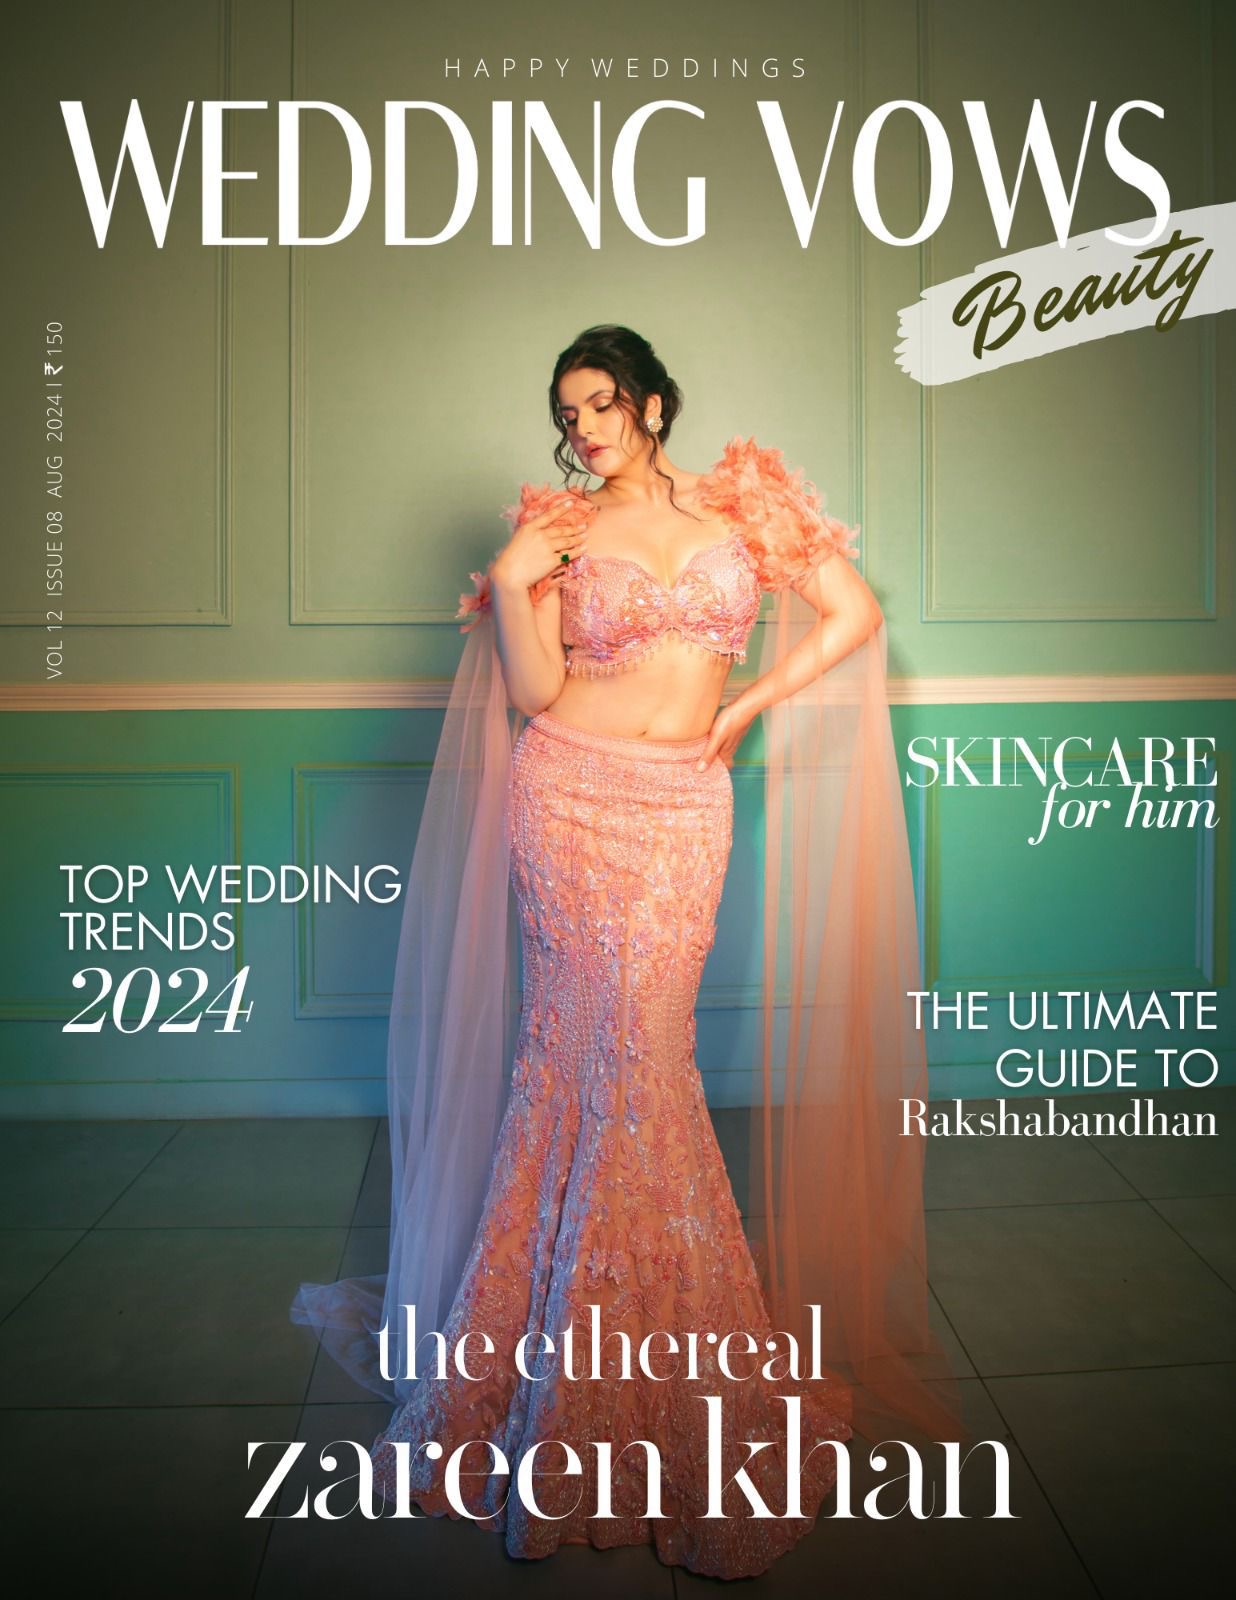 HAPPY WEDDINGS
WEDDING VOWS
Beauty
VOL 12 ISSUE 08 AUG 2024 | ₹ 150
SKINCARE
for him
TOP WEDDING
TRENDS
2024
THE ULTIMATE
GUIDE TO
Rakshabandhan
the ethereal
zareen khan